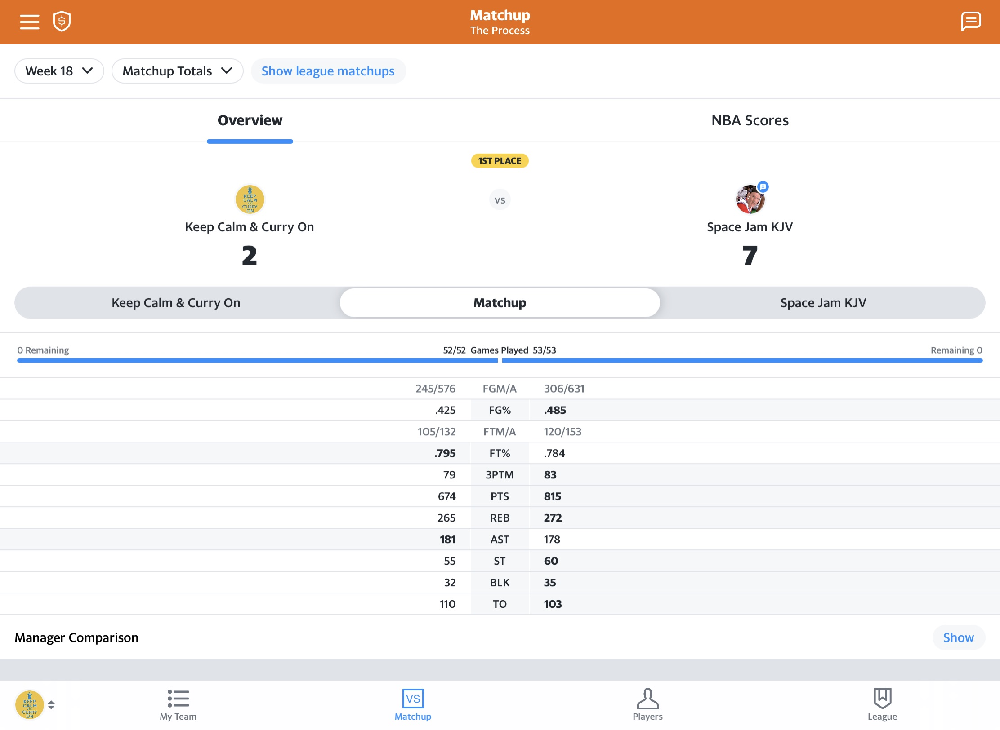 Matchup
The Process
Week 18 Matchup Totals Show league matchups
Overview NBA Scores
1ST PLACE
KEEP
CALM
AND
CURRY
ON
VS
Keep Calm & Curry On Space Jam KJV
2 7
Keep Calm & Curry On Matchup Space Jam KJV
0 Remaining 52/52 Games Played 53/53 Remaining 0
245/576 FGM/A 306/631
.425 FG% .485
105/132 FTM/A 120/153
.795 FT% .784
79 3PTM 83
674 PTS 815
265 REB 272
181 AST 178
55 ST 60
32 BLK 35
110 TO 103
Manager Comparison Show
KEEP
CALM
AND
CURRY
ON
VS
My Team Matchup Players League